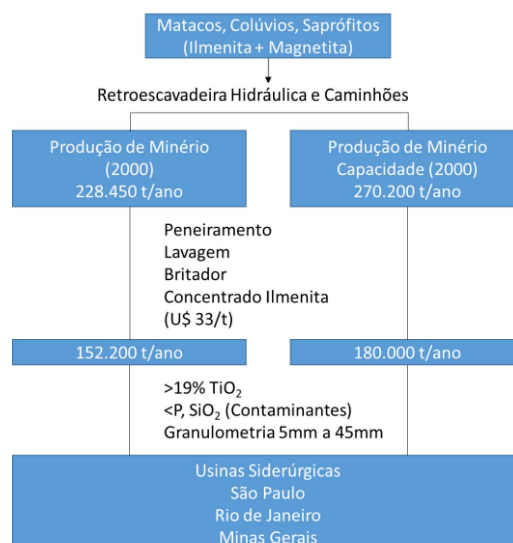 Matacos, Colúvios, Saprófitos
(Ilmenita + Magnetita)
Retroescavadeira Hidráulica e Caminhões
Produção de Minério
(2000)
228.450 t/ano
Produção de Minério
Capacidade (2000)
270.200 t/ano
Peneiramento
Lavagem
Britador
Concentrado Ilmenita
(U$ 33/t)
152.200 t/ano
180.000 t/ano
>19% TiO₂
<P, SiO₂ (Contaminantes)
Granulometria 5mm a 45mm
Usinas Siderúrgicas
São Paulo
Rio de Janeiro
Minas Gerais